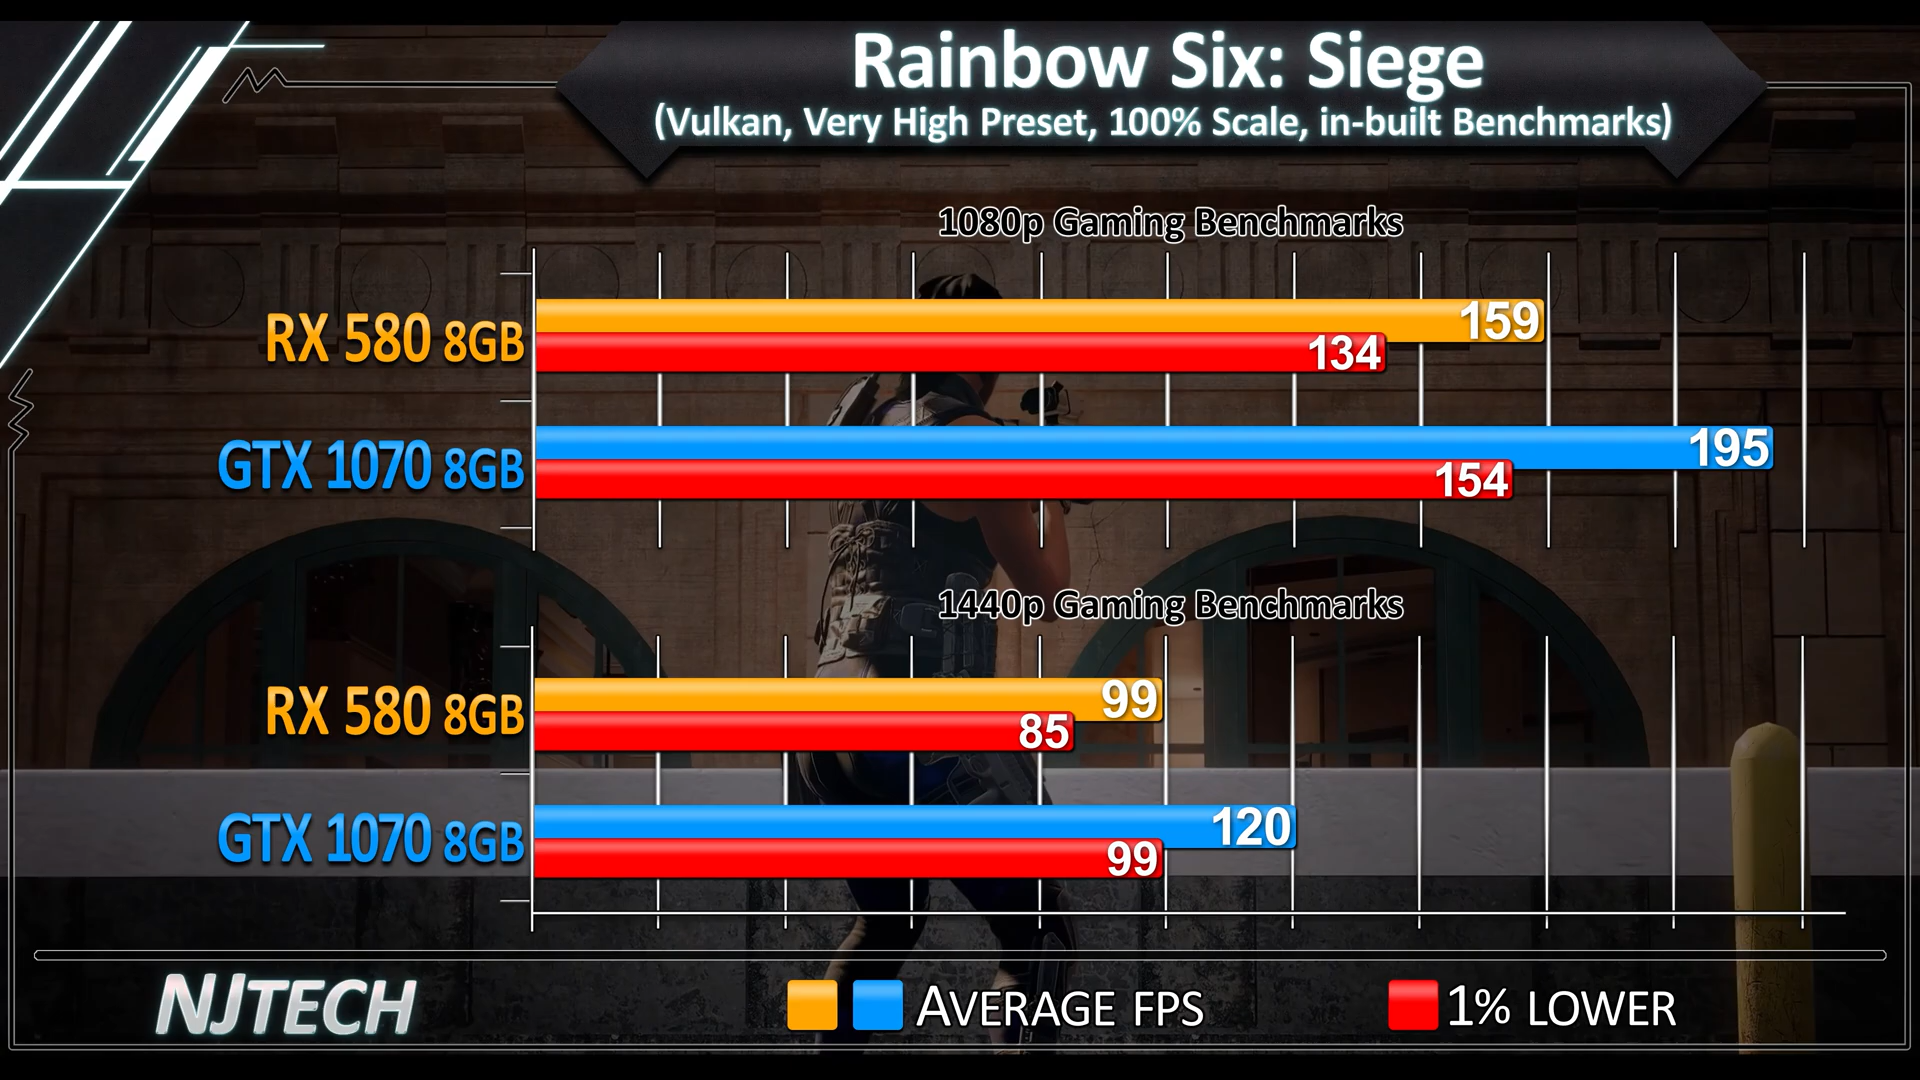 Rainbow Six: Siege
(Vulkan, Very High Preset, 100% Scale, in-built Benchmarks)
1080p Gaming Benchmarks
RX 580 8GB
159
134
GTX 1070 8GB
195
154
1440p Gaming Benchmarks
RX 580 8GB
99
85
GTX 1070 8GB
120
99
NJTECH
AVERAGE FPS
1% LOWER